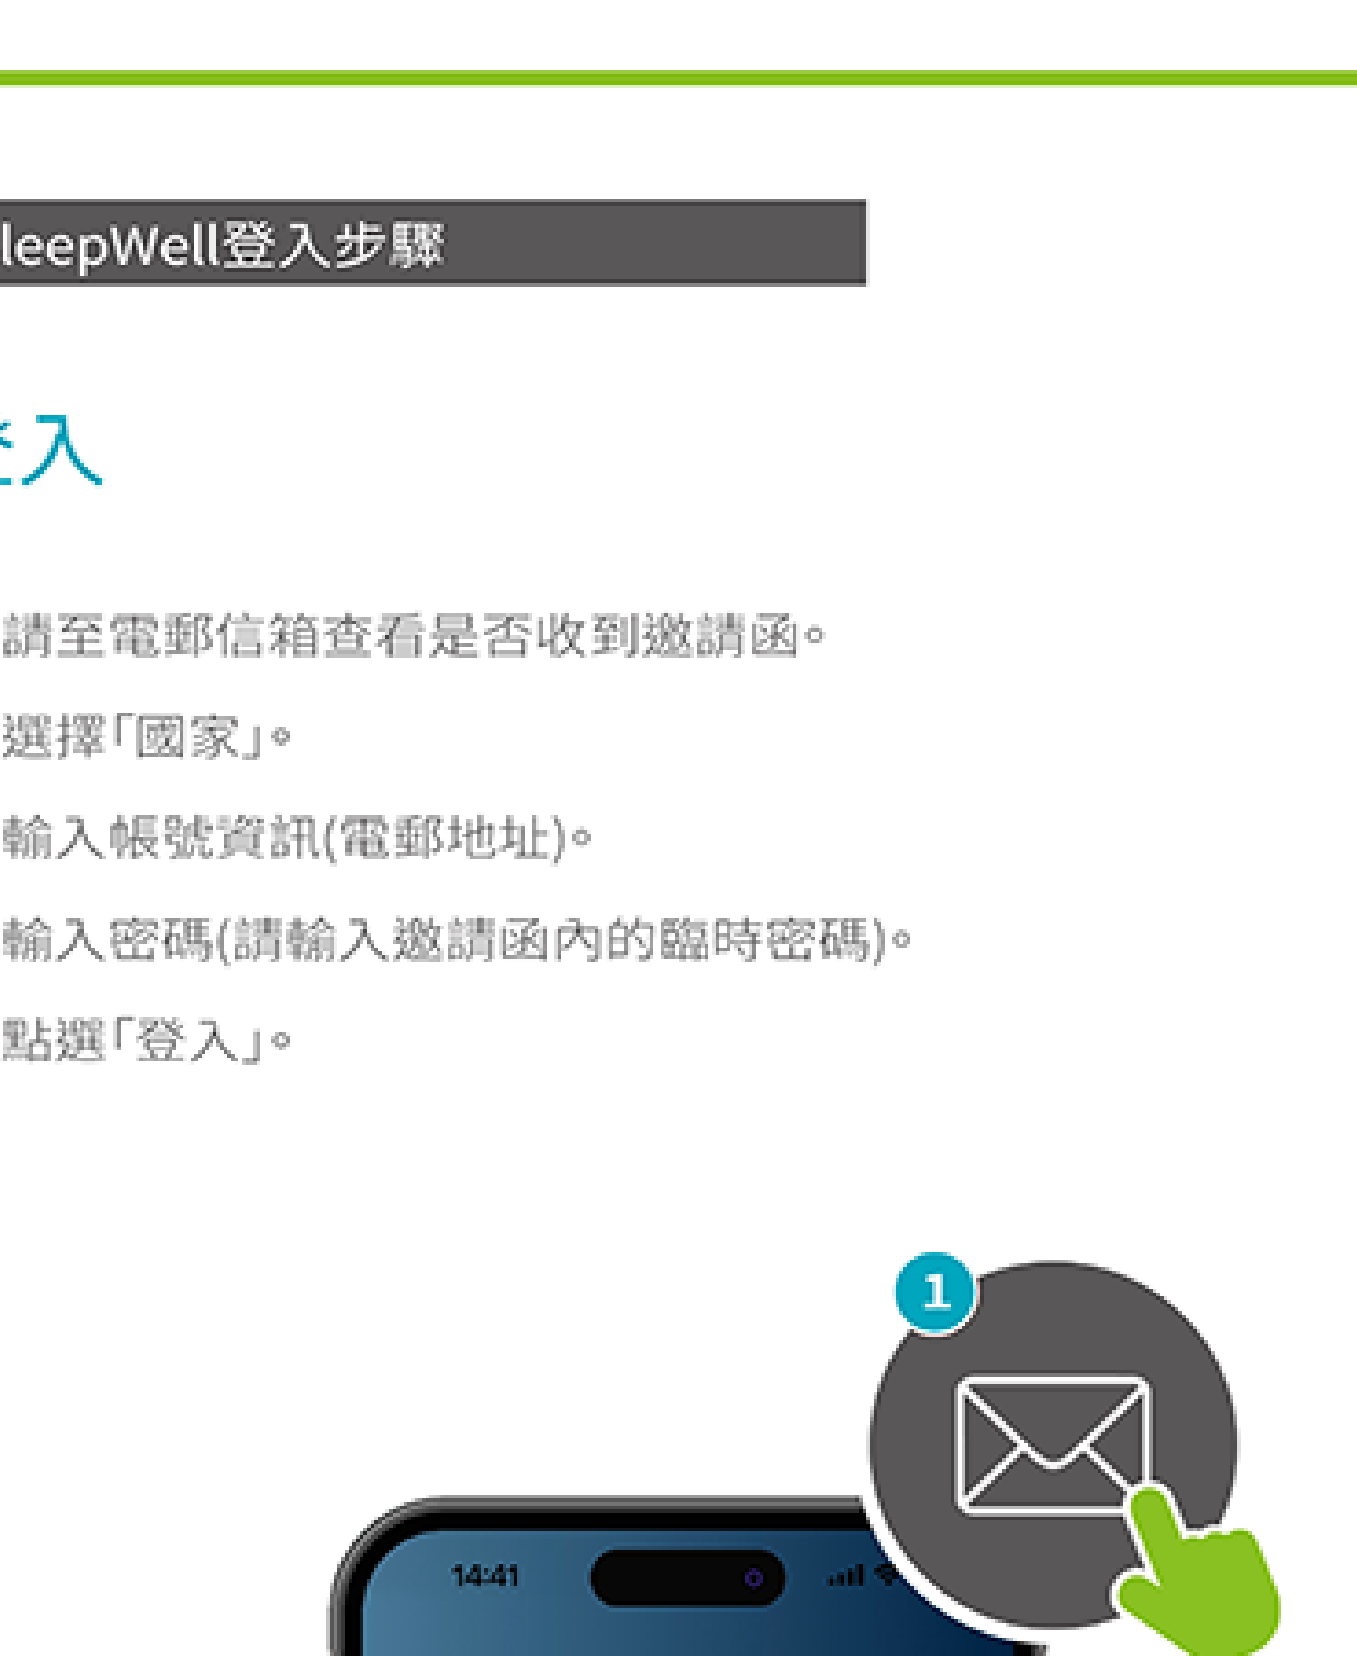 leepWell登入步驟
入
請至電郵信箱查看是否收到邀請函。
選擇「國家」。
輸入帳號資訊(電郵地址)。
輸入密碼(請輸入邀請函內的臨時密碼)。
點選「登入」。
1
14:41